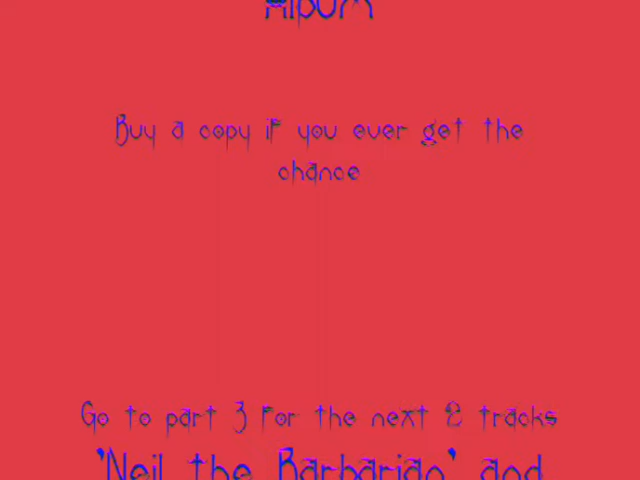 Album
Buy a copy if you ever get the
chance
Go to part 3 for the next 2 tracks
'Neil the Barbarian' and